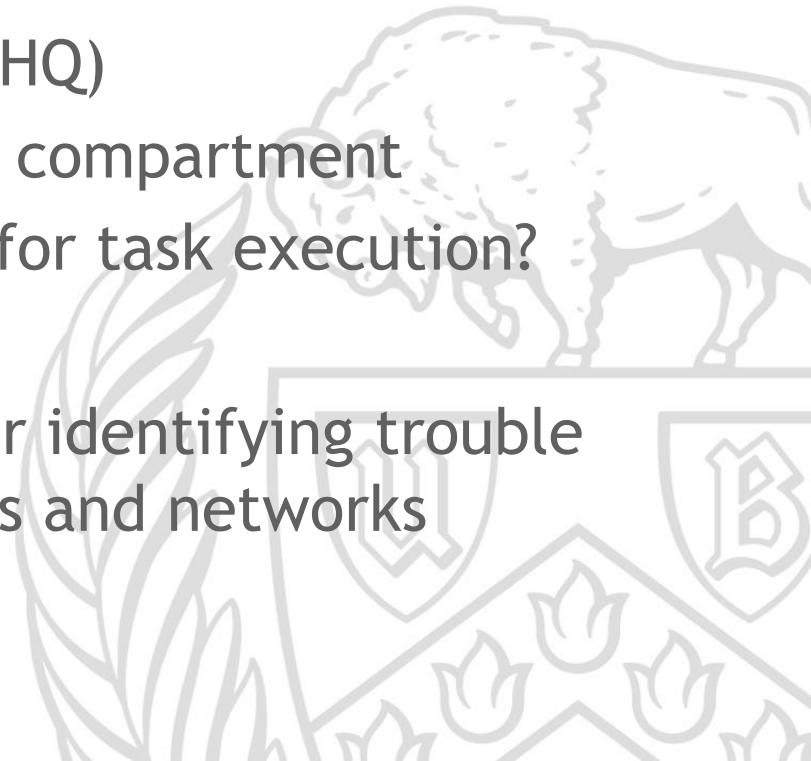 HQ)
compartment
for task execution?
r identifying trouble
s and networks
U
B